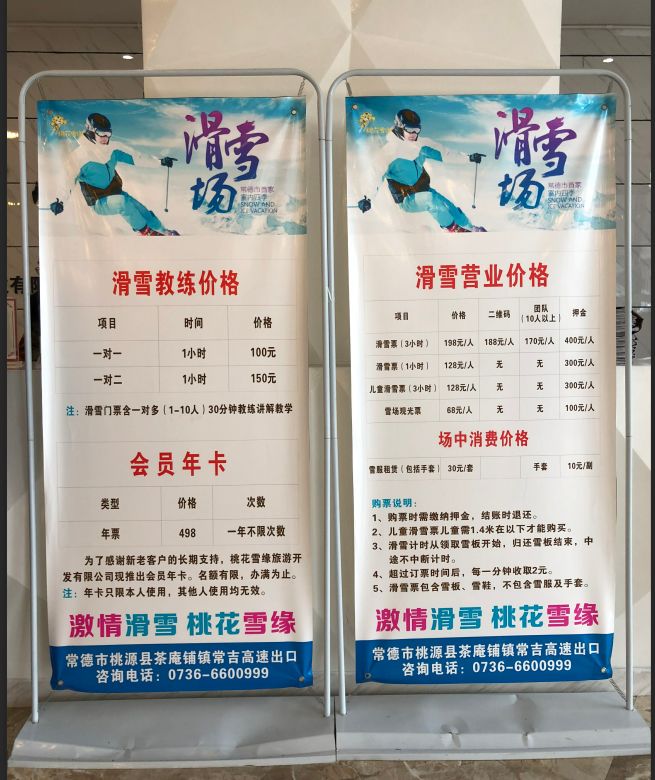 桃花雪缘
滑雪场
常德市首家
室内四季
SNOW AND
ICE VACATION
滑雪教练价格
项目 时间 价格
一对一 1小时 100元
一对二 1小时 150元
注：滑雪门票含一对多（1-10人）30分钟教练讲解教学
会员年卡
类型 价格 次数
年票 498 一年不限次数
为了感谢新老客户的长期支持，桃花雪缘旅游开
发有限公司现推出会员年卡。名额有限，办满为止。
注：年卡只限本人使用，其他人使用均无效。
激情滑雪 桃花雪缘
常德市桃源县茶庵铺镇常吉高速出口
咨询电话：0736-6600999
滑雪场
常德市首家
室内四季
SNOW AND
ICE VACATION
滑雪营业价格
项目 价格 二维码 团队（10人以上） 押金
滑雪票（3小时） 198元/人 188元/人 170元/人 400元/人
滑雪票（1小时） 128元/人 无 无 300元/人
儿童滑雪票（3小时） 128元/人 无 无 300元/人
雪场观光票 68元/人 无 无 100元/人
场中消费价格
雪服租赁（包括手套） 30元/套 手套 10元/副
购票说明：
1、购票时需缴纳押金，结账时退还。
2、儿童滑雪票儿童需1.4米在以下才能购买。
3、滑雪计时从领取雪板开始，归还雪板结束，中
途不中断计时。
4、超过订票时间后，每一分钟收取2元。
5、滑雪票包含雪板、雪鞋，不包含雪服及手套。
激情滑雪 桃花雪缘
常德市桃源县茶庵铺镇常吉高速出口
咨询电话：0736-6600999